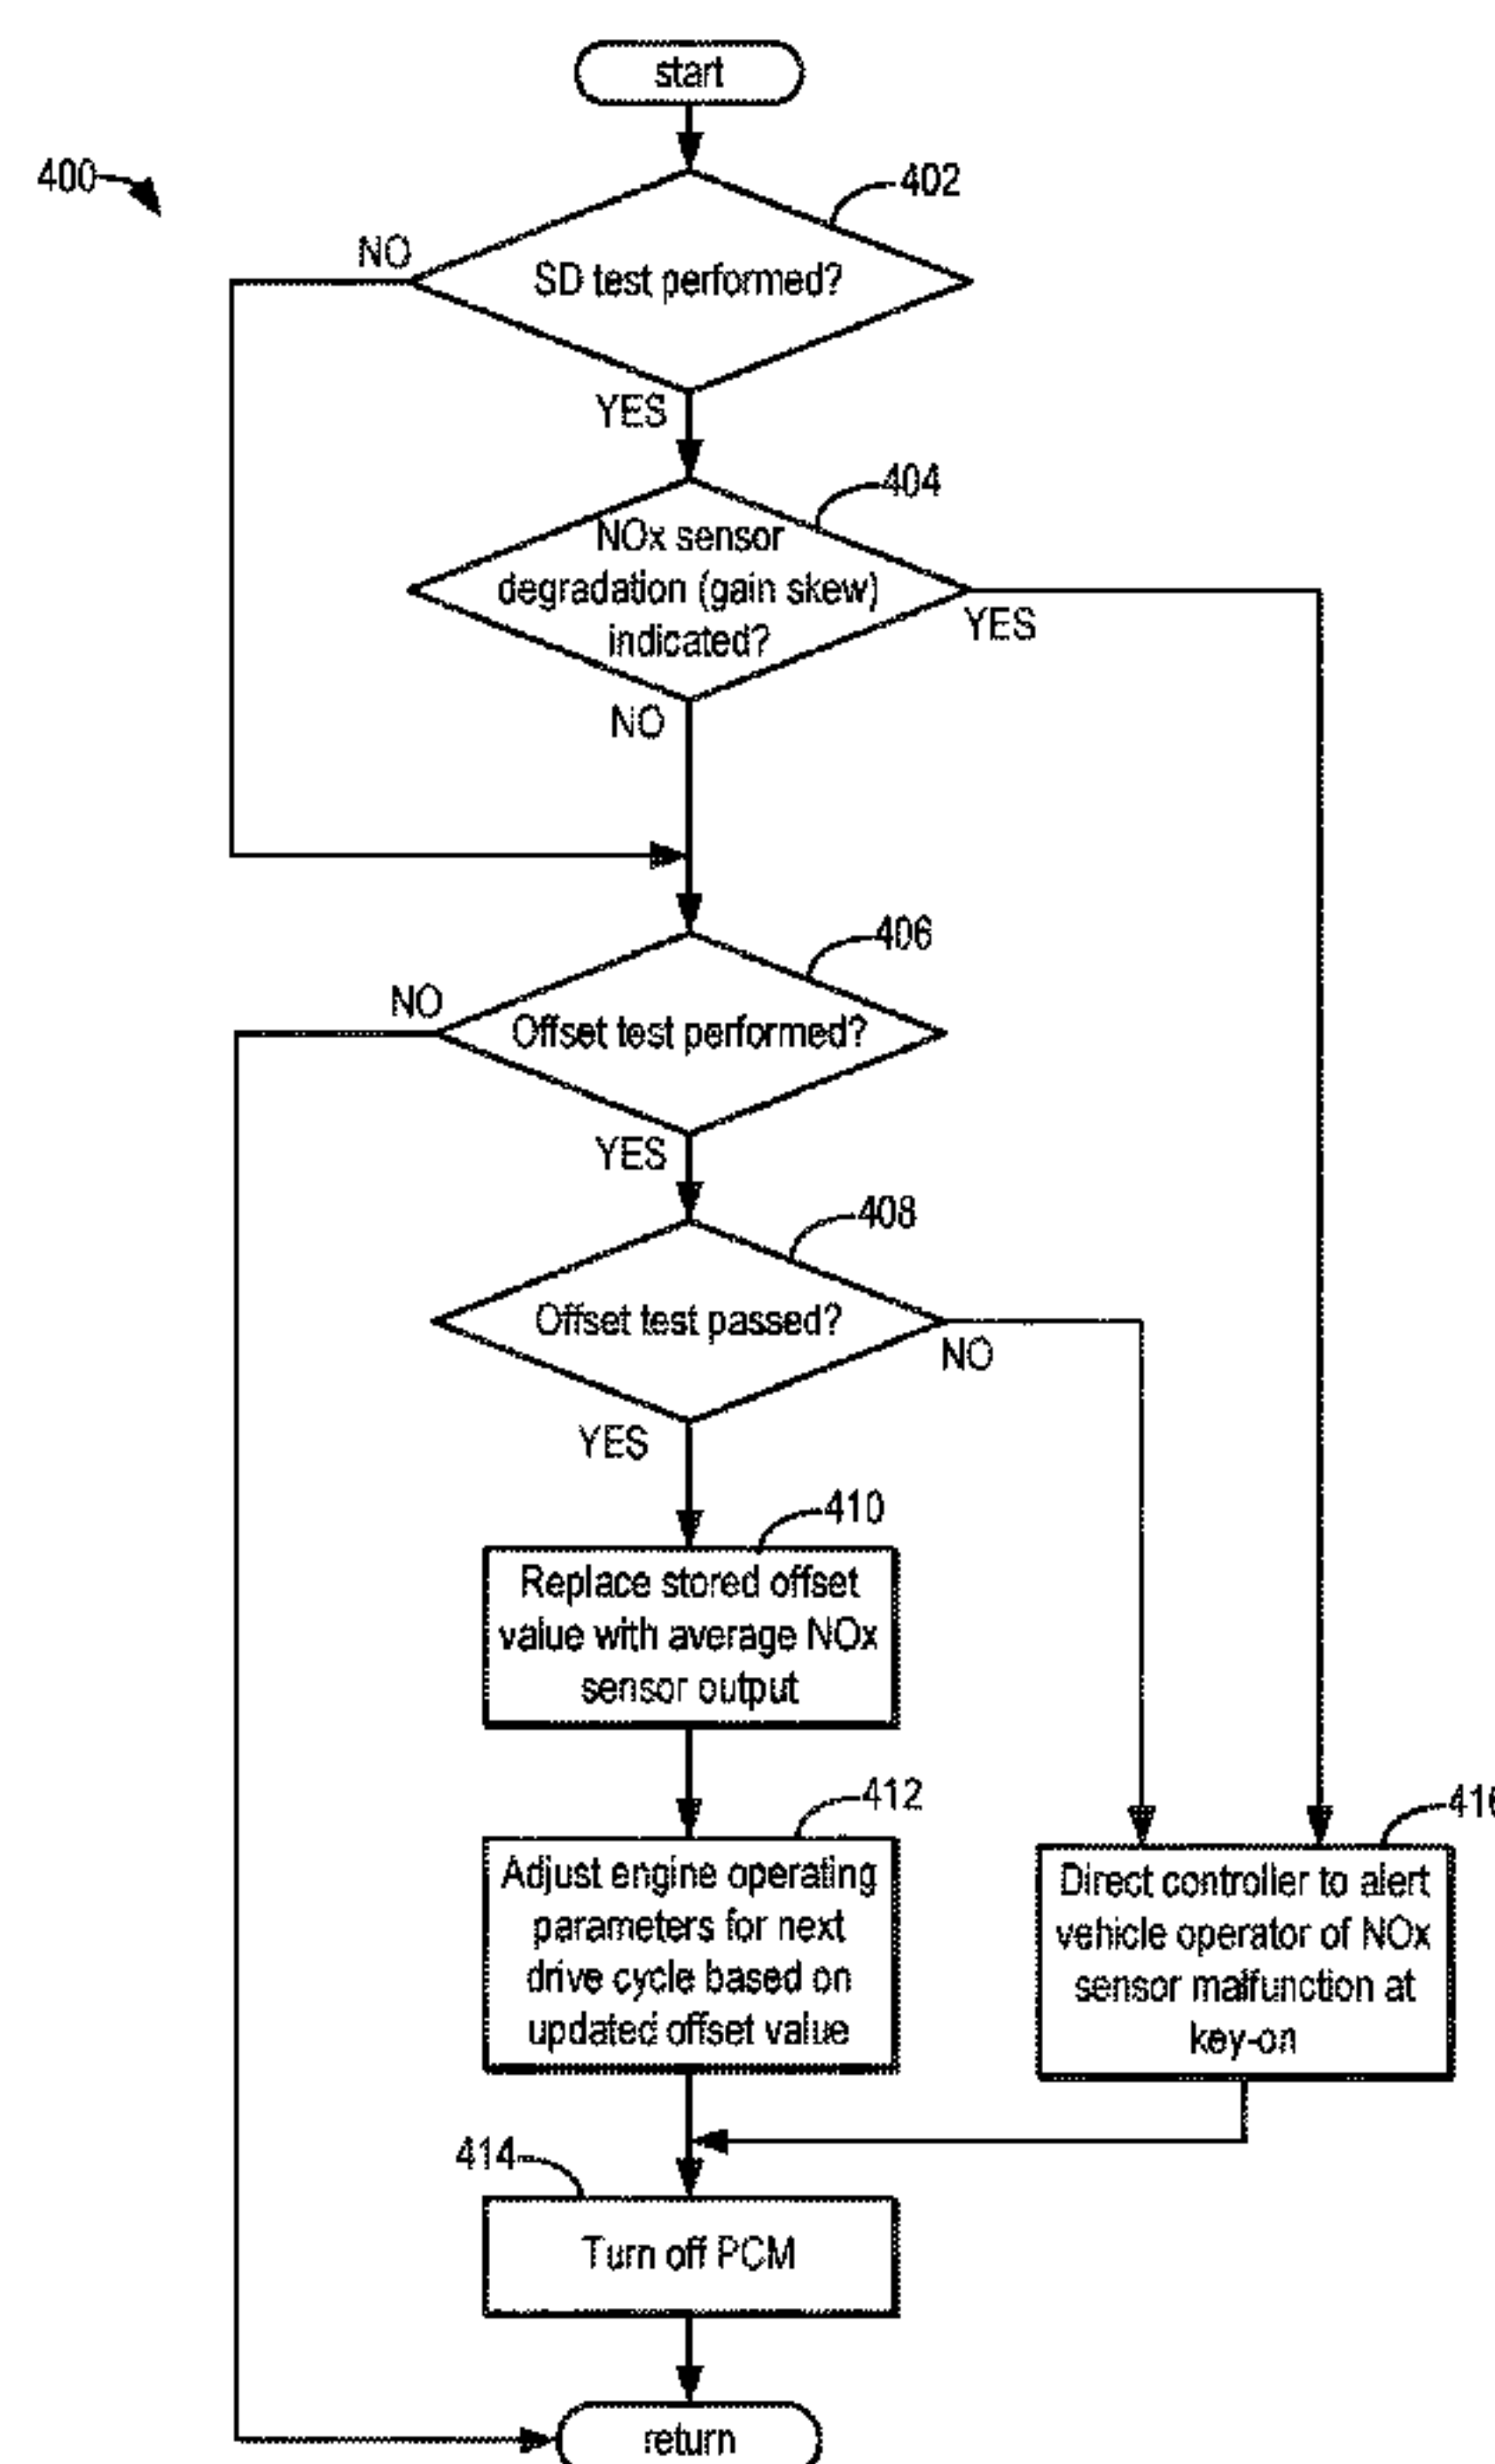 start
400
402
NO
SD test performed?
YES
404
NOx sensor
degradation (gain skew)
indicated?
YES
NO
406
NO
Offset test performed?
YES
408
Offset test passed?
NO
YES
410
Replace stored offset
value with average NOx
sensor output
412
Adjust engine operating
parameters for next
drive cycle based on
updated offset value
416
Direct controller to alert
vehicle operator of NOx
sensor malfunction at
key-on
414
Turn off PCM
return